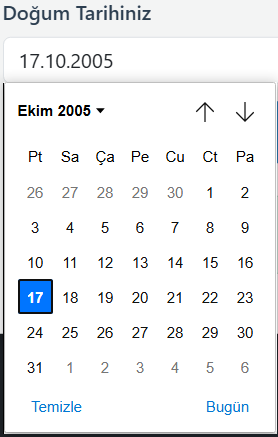 Doğum Tarihiniz
17.10.2005
Ekim 2005
Pt Sa Ça Pe Cu Ct Pa
26 27 28 29 30 1 2
3 4 5 6 7 8 9
10 11 12 13 14 15 16
17 18 19 20 21 22 23
24 25 26 27 28 29 30
31 1 2 3 4 5 6
Temizle Bugün